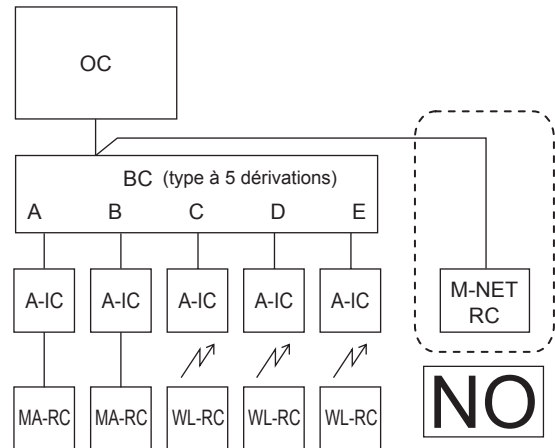 OC
BC (type à 5 dérivations)
A B C D E
A-IC A-IC A-IC A-IC A-IC
M-NET
RC
MA-RC MA-RC WL-RC WL-RC WL-RC
NO